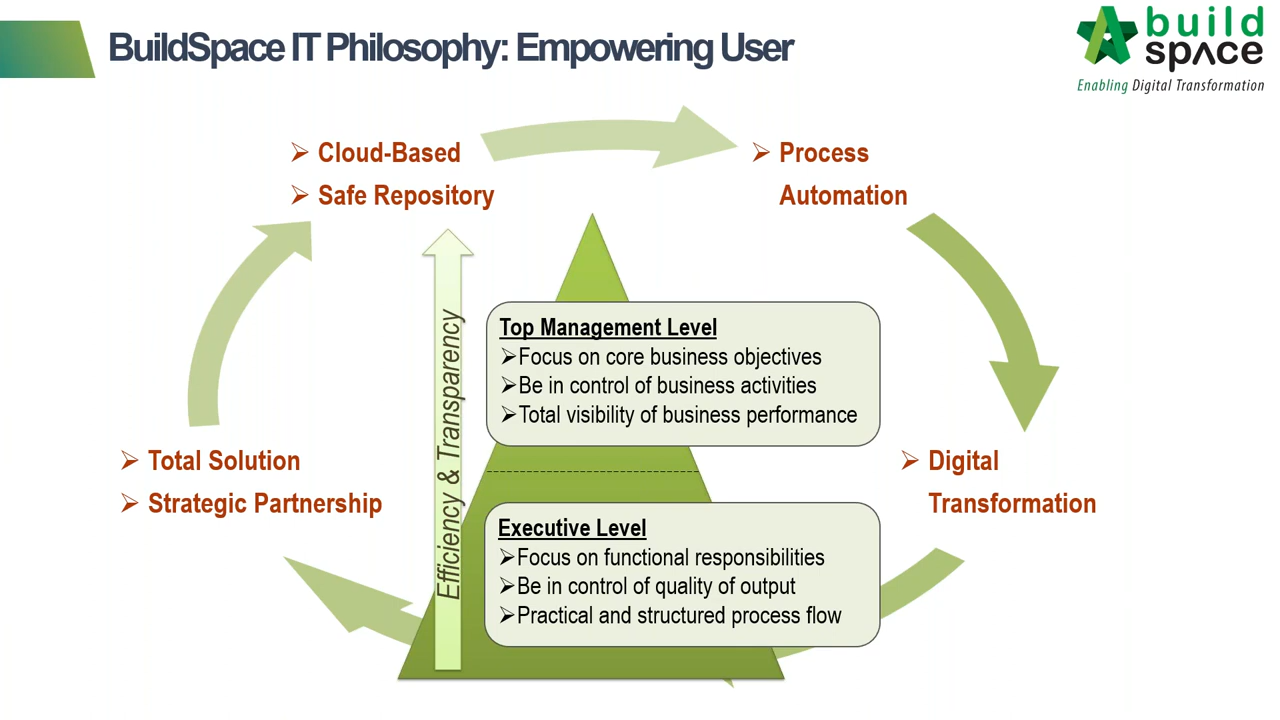 BuildSpace IT Philosophy: Empowering User
build
space
Enabling Digital Transformation
➢ Cloud-Based
➢ Safe Repository
➢ Process
Automation
Efficiency & Transparency
Top Management Level
➢Focus on core business objectives
➢Be in control of business activities
➢Total visibility of business performance
➢ Total Solution
➢ Strategic Partnership
➢ Digital
Transformation
Executive Level
➢Focus on functional responsibilities
➢Be in control of quality of output
➢Practical and structured process flow